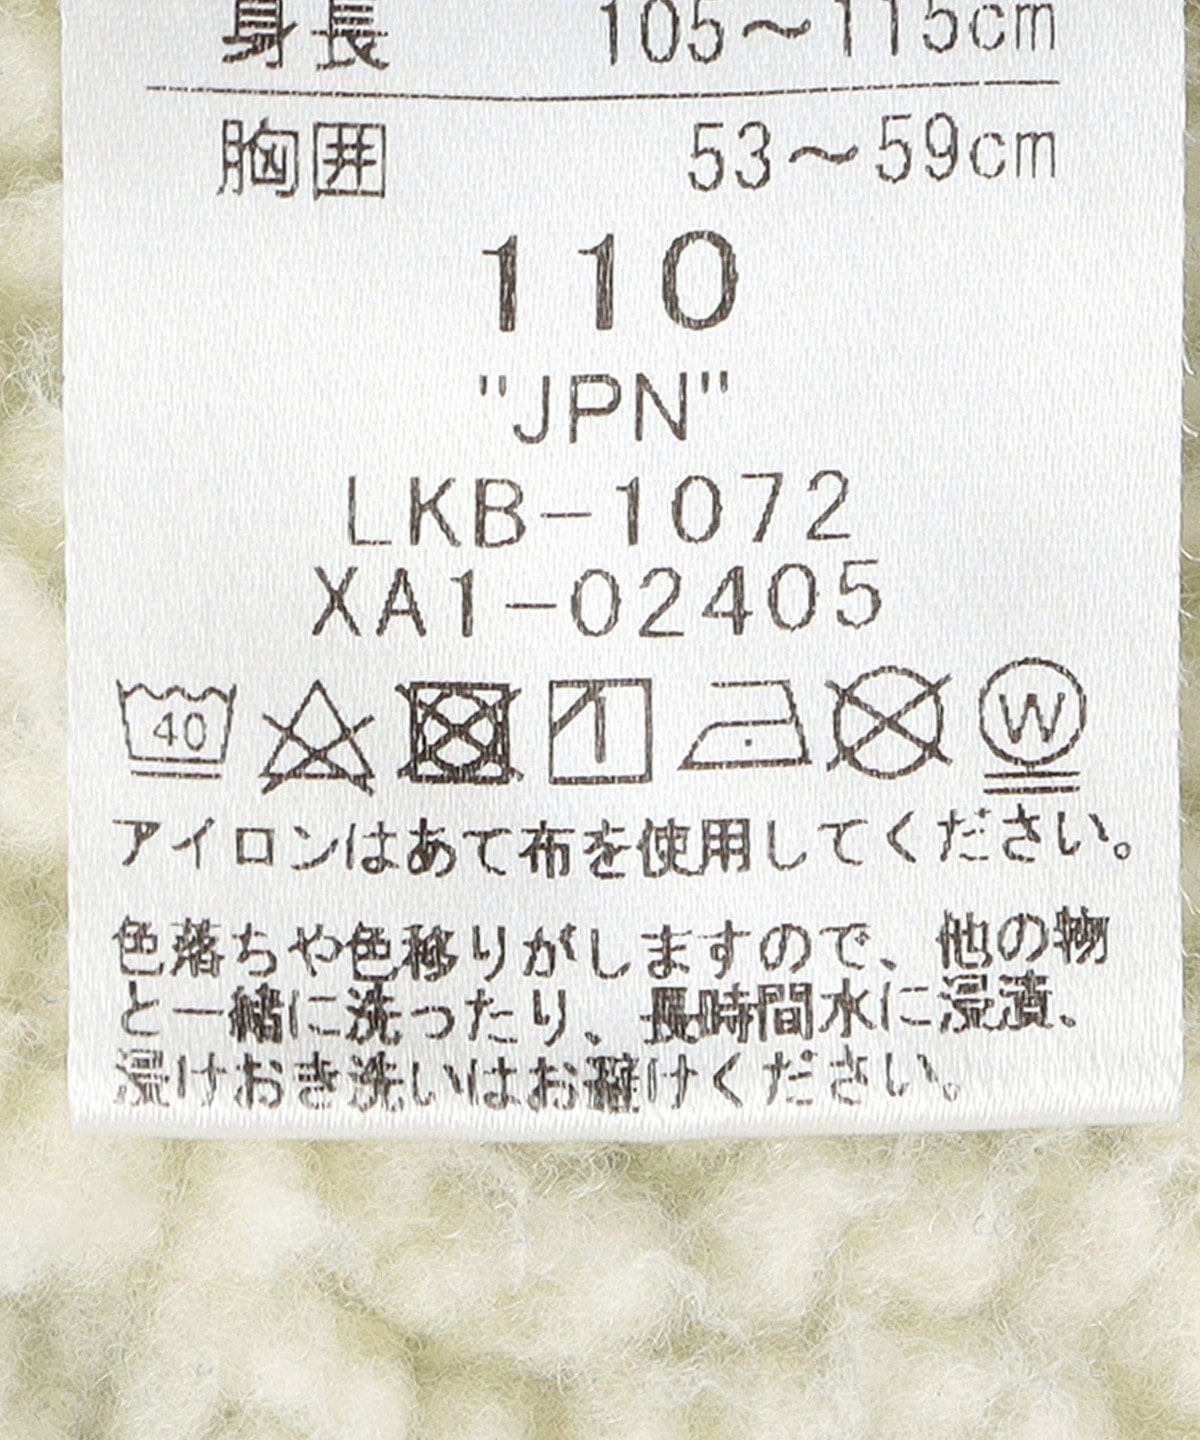 身長 105～115cm
胸囲 53～59cm
110
"JPN"
LKB-1072
XA1-02405
40 W
アイロンはあて布を使用してください。
色落ちや色移りがしますので、他の物
と一緒に洗ったり、長時間水に浸漬、
浸けおき洗いはお避けください。